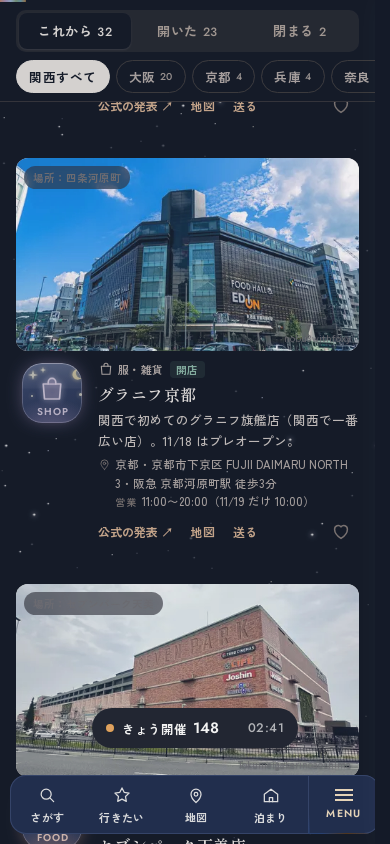 これから 32
開いた 23
閉まる 2
関西すべて
大阪 20
京都 4
兵庫 4
奈良
公式の発表 ↗ 地図 送る
場所：四条河原町
FOOD HALL
EDION
FOOD HALL
EDION
SHOP
服・雑貨 開店
グラニフ京都
関西で初めてのグラニフ旗艦店（関西で一番
広い店）。11/18 はプレオープン。
京都・京都市下京区 FUJII DAIMARU NORTH
3・阪急 京都河原町駅 徒歩3分
営業 11:00〜20:00（11/19 だけ 10:00）
公式の発表 ↗ 地図 送る
SEVEN PARK
Joshin
きょう開催 148 02:41
さがす
行きたい
地図
泊まり
MENU
FOOD